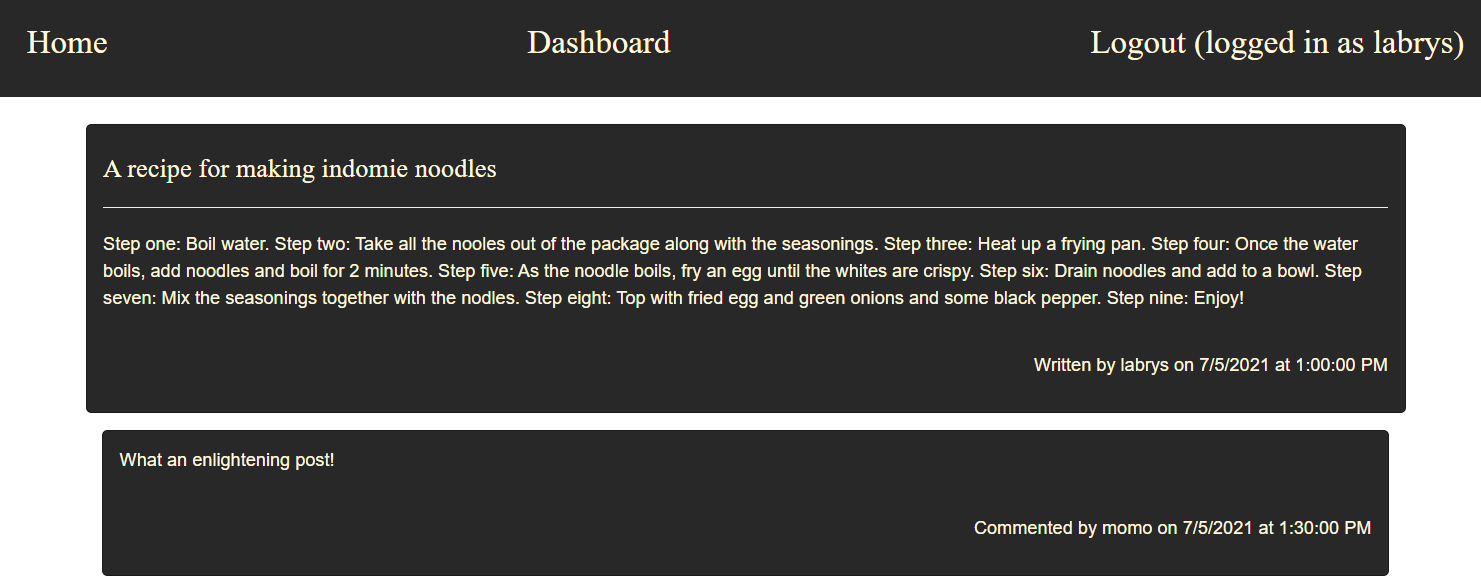 Home Dashboard Logout (logged in as labrys)
A recipe for making indomie noodles
Step one: Boil water. Step two: Take all the nooles out of the package along with the seasonings. Step three: Heat up a frying pan. Step four: Once the water
boils, add noodles and boil for 2 minutes. Step five: As the noodle boils, fry an egg until the whites are crispy. Step six: Drain noodles and add to a bowl. Step
seven: Mix the seasonings together with the nodles. Step eight: Top with fried egg and green onions and some black pepper. Step nine: Enjoy!
Written by labrys on 7/5/2021 at 1:00:00 PM
What an enlightening post!
Commented by momo on 7/5/2021 at 1:30:00 PM